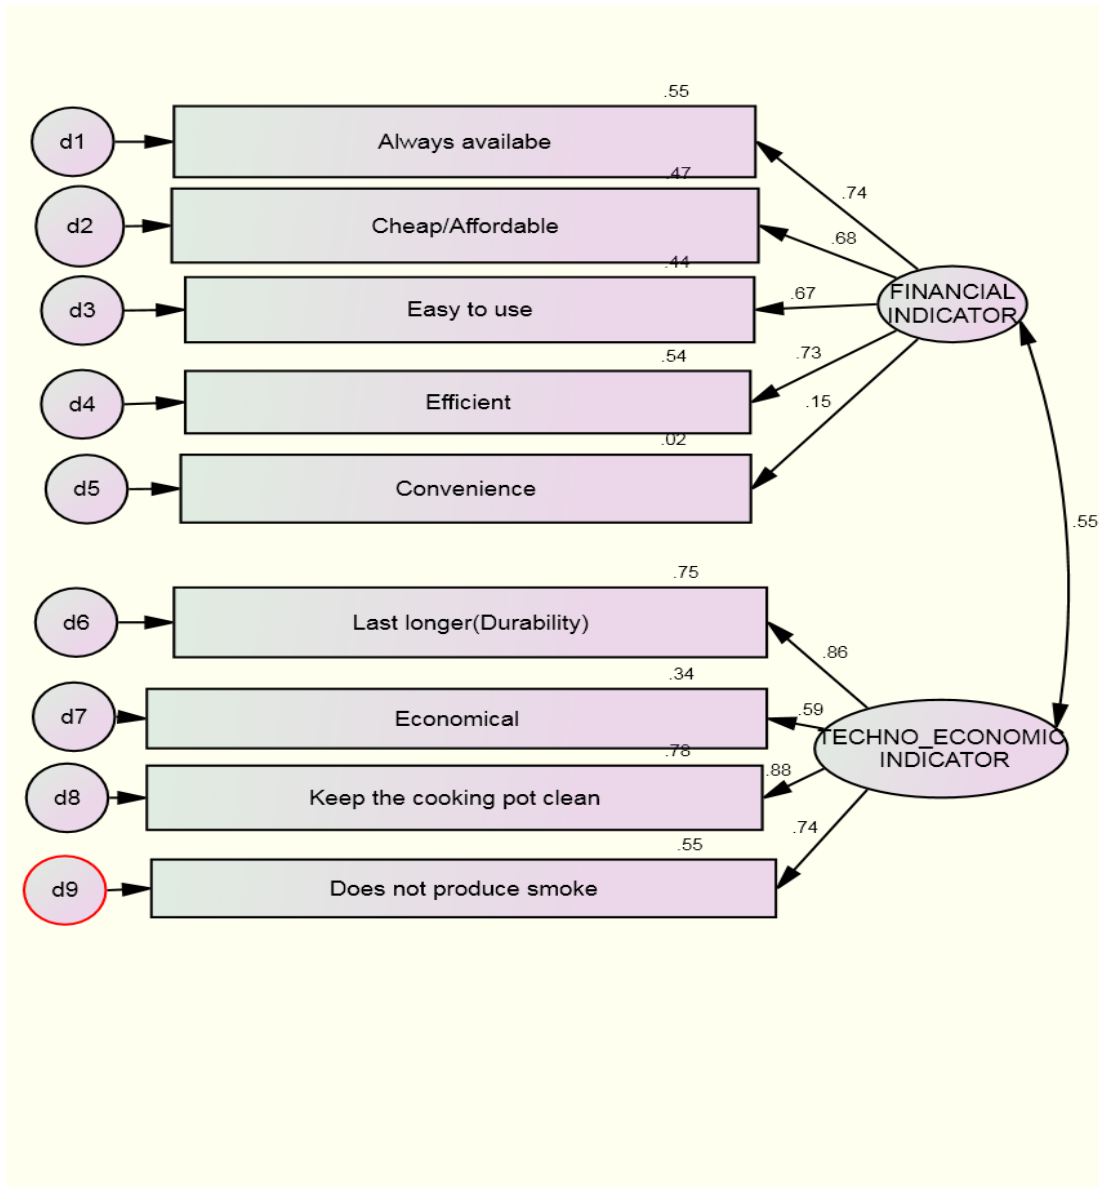 .55
d1
Always availabe
.74
.47
d2
Cheap/Affordable
.68
.44
d3
Easy to use
.67
FINANCIAL
INDICATOR
.54
d4
Efficient
.73
.15
.02
d5
Convenience
.55
.75
d6
Last longer(Durability)
.86
.34
d7
Economical
.59
TECHNO_ECONOMIC
INDICATOR
.78
d8
Keep the cooking pot clean
.88
.74
.55
d9
Does not produce smoke